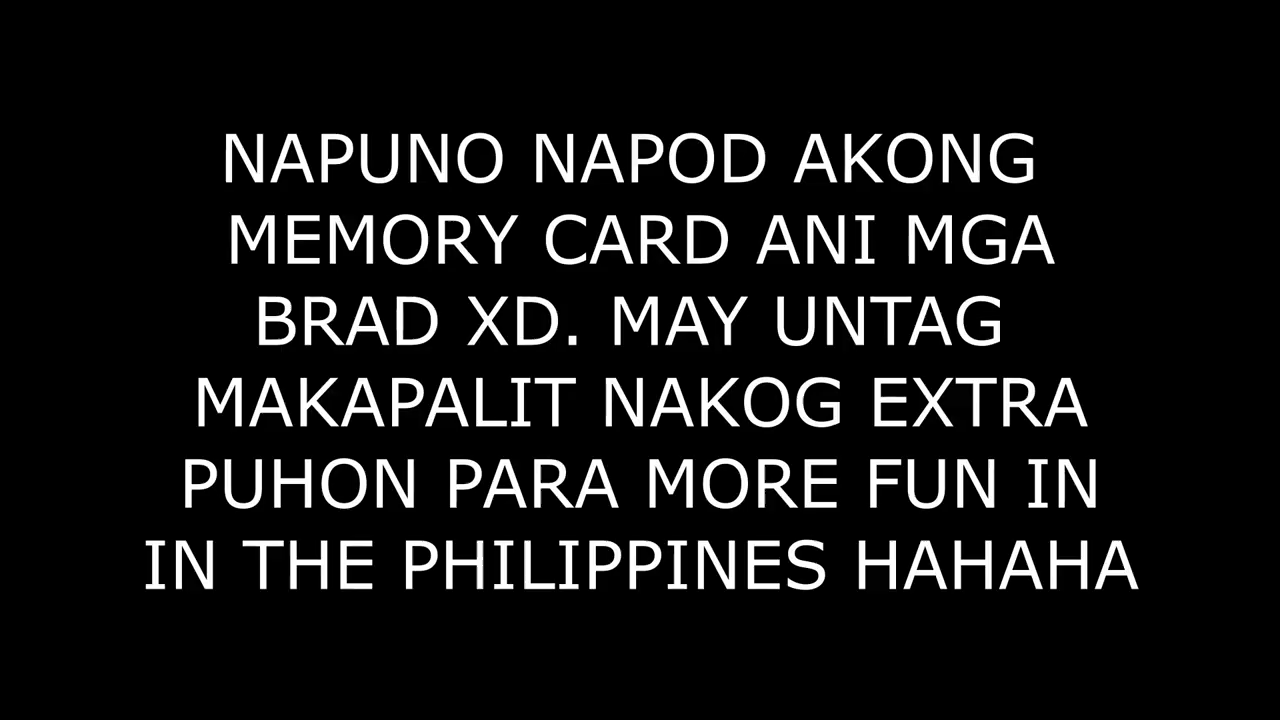 NAPUNO NAPOD AKONG
MEMORY CARD ANI MGA
BRAD XD. MAY UNTAG
MAKAPALIT NAKOG EXTRA
PUHON PARA MORE FUN IN
IN THE PHILIPPINES HAHAHA